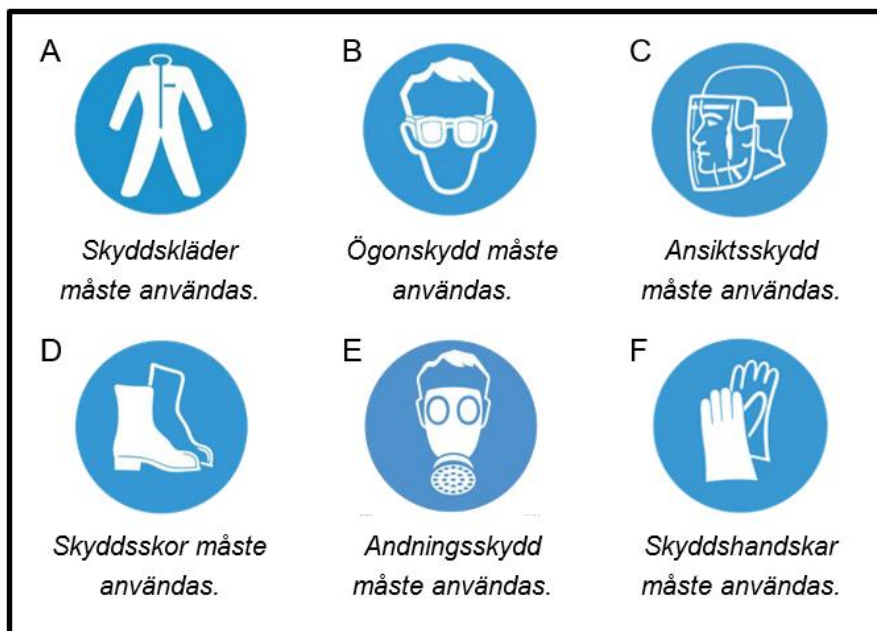 A
B
C
Skyddskläder
måste användas.
Ögonskydd måste
användas.
Ansiktsskydd
måste användas.
D
E
F
Skyddsskor måste
användas.
Andningsskydd
måste användas.
Skyddshandskar
måste användas.